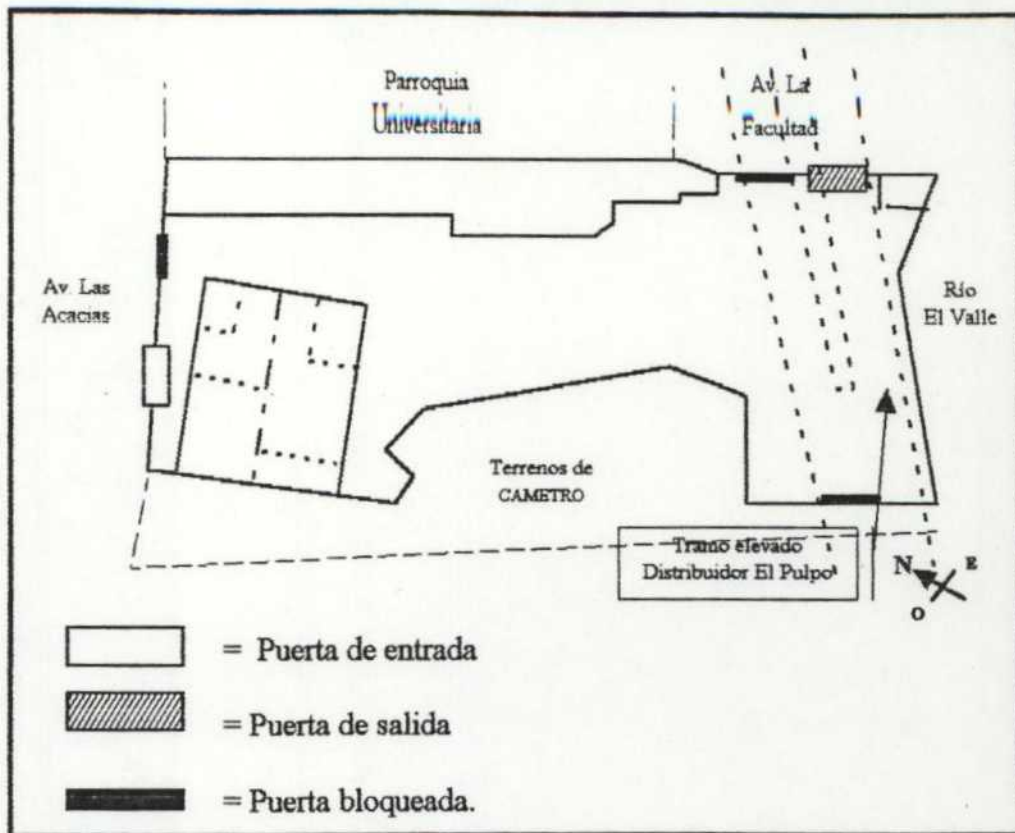 Parroquia
Universitaria
Av. La
Facultad
Av. Las
Acacias
Río
El Valle
Terrenos de
CAMETRO
Tramo elevado
Distribuidor El Pulpo
N
E
O
= Puerta de entrada
= Puerta de salida
= Puerta bloqueada.